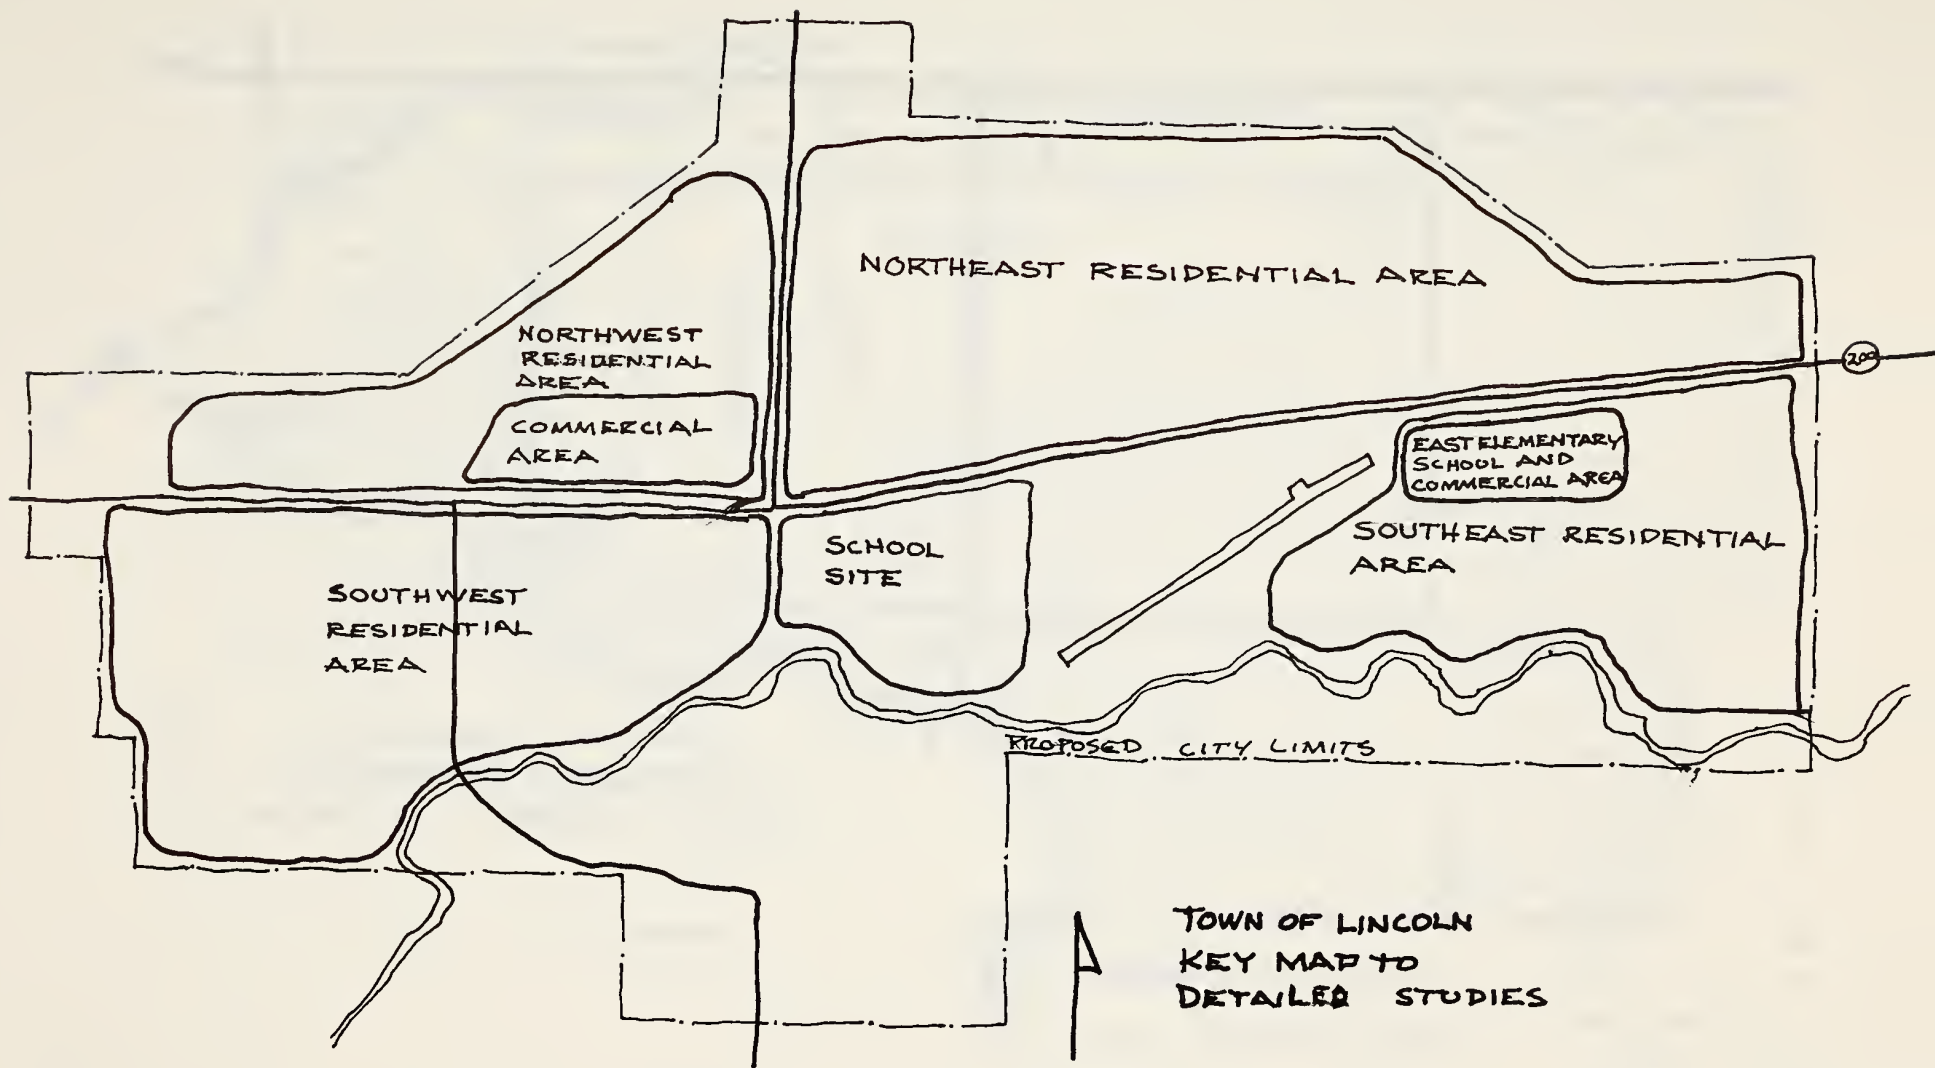 NORTHEAST RESIDENTIAL AREA
NORTHWEST
RESIDENTIAL
AREA
COMMERCIAL
AREA
200
EAST ELEMENTARY
SCHOOL AND
COMMERCIAL AREA
SOUTHEAST RESIDENTIAL
AREA
SCHOOL
SITE
SOUTHWEST
RESIDENTIAL
AREA
PROPOSED CITY LIMITS
TOWN OF LINCOLN
KEY MAP TO
DETAILED STUDIES